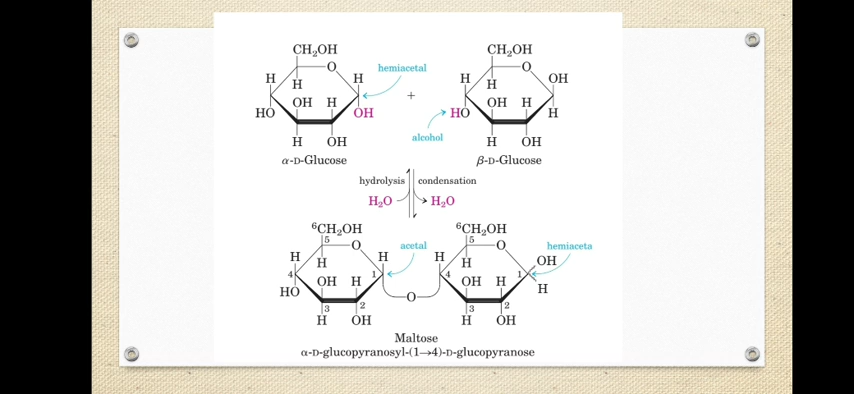 CH₂OH CH₂OH
O hemiacetal O
H H H OH
H H
OH H + OH H
HO OH HO H
alcohol
H OH H OH
α-D-Glucose β-D-Glucose
hydrolysis condensation
H₂O H₂O
⁶CH₂OH ⁶CH₂OH
5 O acetal 5 O hemiaceta
H H H OH
H H
4 OH H 1 4 OH H 1
HO O H
3 2 3 2
H OH H OH
Maltose
α-D-glucopyranosyl-(1→4)-D-glucopyranose